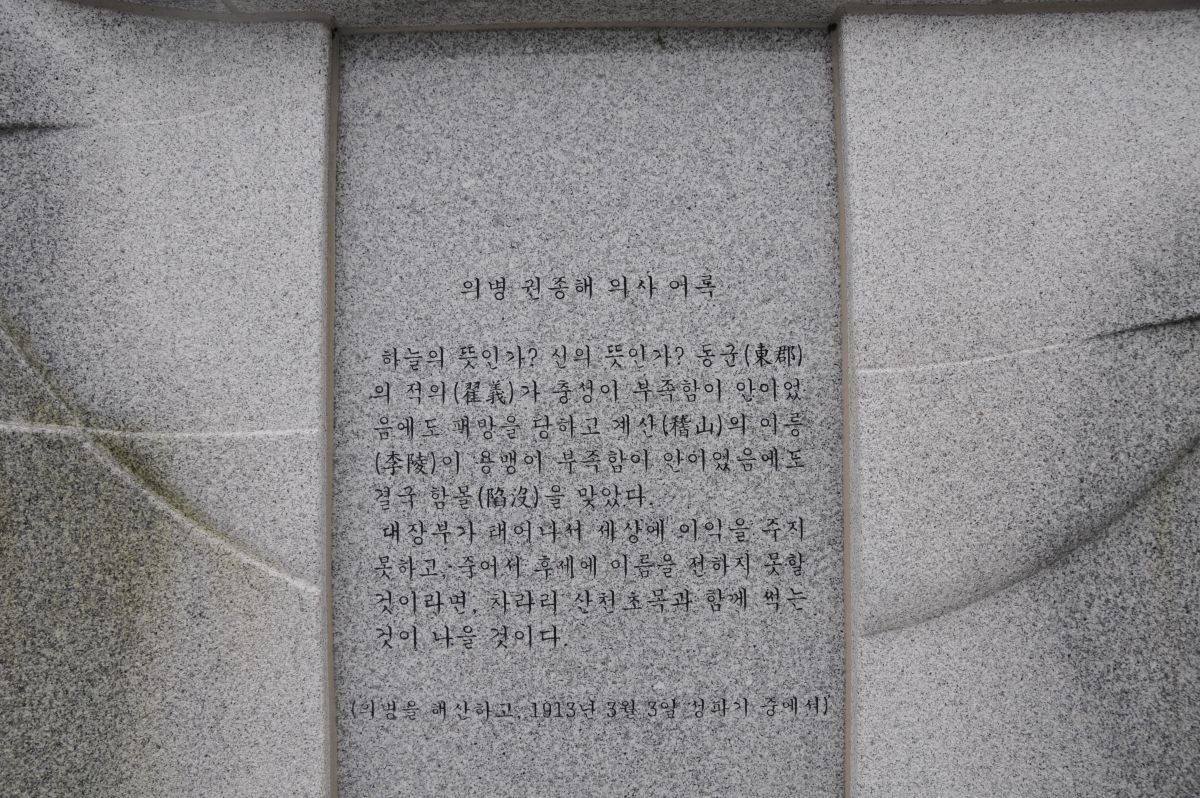 의병 권종해 의사 어록
하늘의 뜻인가? 신의 뜻인가? 동군(東郡)
의 적의(翟義)가 충성이 부족함이 안이었
음에도 패망을 당하고 계산(稽山)의 이릉
(李陵)이 용맹이 부족함이 안이었음에도
결국 함몰(陷沒)을 맞았다.
대장부가 태어나서 세상에 이익을 주지
못하고, 죽어서 후세에 이름을 전하지 못할
것이라면, 차라리 산천초목과 함께 썩는
것이 나을 것이다.
(의병을 해산하고, 1913년 3월 3일 성파기 중에서)